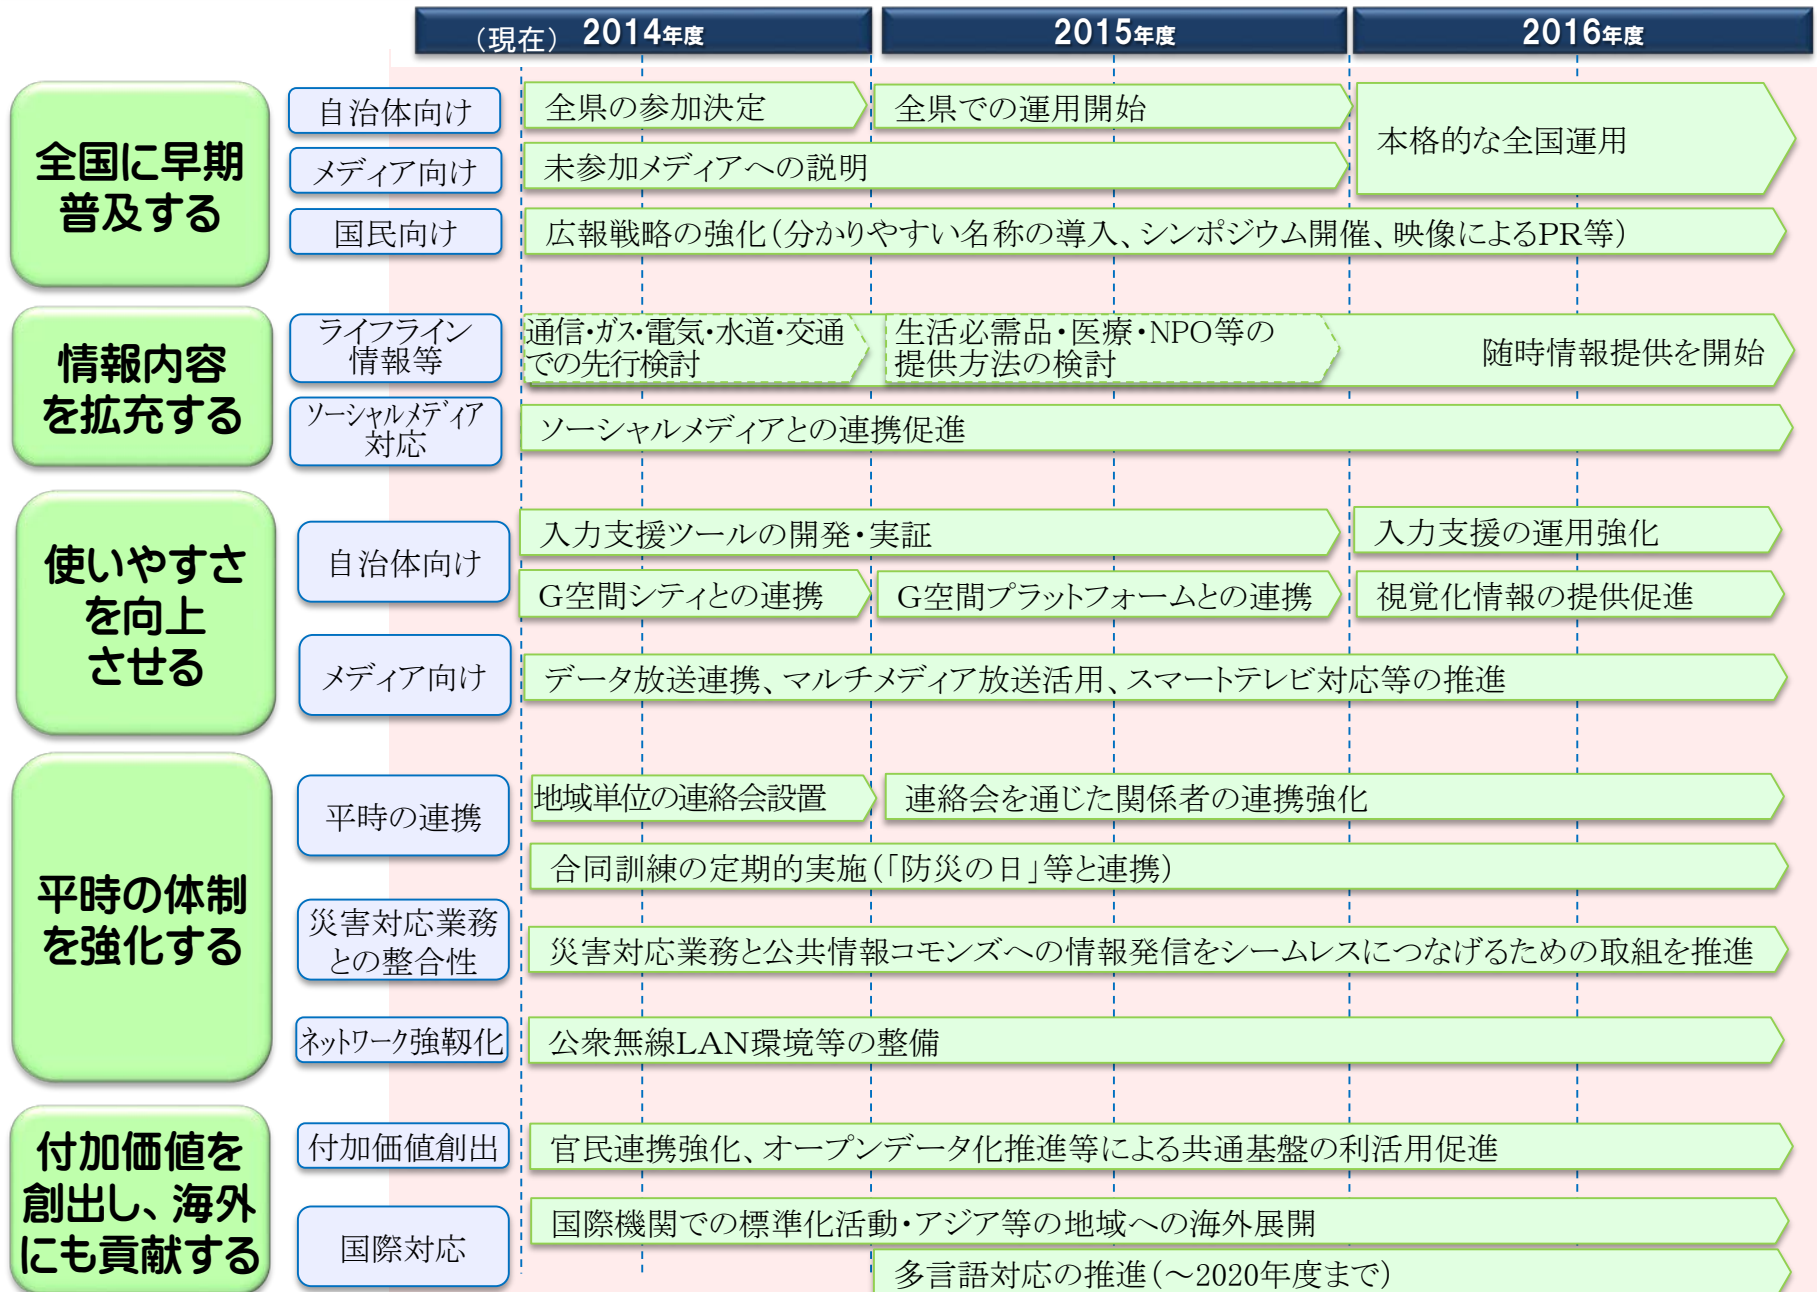 （現在） 2014年度
2015年度
2016年度
全国に早期
普及する
自治体向け
全県の参加決定
全県での運用開始
本格的な全国運用
メディア向け
未参加メディアへの説明
国民向け
広報戦略の強化（分かりやすい名称の導入、シンポジウム開催、映像によるPR等）
情報内容
を拡充する
ライフライン
情報等
通信・ガス・電気・水道・交通
での先行検討
生活必需品・医療・NPO等の
提供方法の検討
随時情報提供を開始
ソーシャルメディア
対応
ソーシャルメディアとの連携促進
使いやすさ
を向上
させる
自治体向け
入力支援ツールの開発・実証
入力支援の運用強化
G空間シティとの連携
G空間プラットフォームとの連携
視覚化情報の提供促進
メディア向け
データ放送連携、マルチメディア放送活用、スマートテレビ対応等の推進
平時の体制
を強化する
平時の連携
地域単位の連絡会設置
連絡会を通じた関係者の連携強化
合同訓練の定期的実施（「防災の日」等と連携）
災害対応業務
との整合性
災害対応業務と公共情報コモンズへの情報発信をシームレスにつなげるための取組を推進
ネットワーク強靱化
公衆無線LAN環境等の整備
付加価値を
創出し、海外
にも貢献する
付加価値創出
官民連携強化、オープンデータ化推進等による共通基盤の利活用促進
国際対応
国際機関での標準化活動・アジア等の地域への海外展開
多言語対応の推進（～2020年度まで）